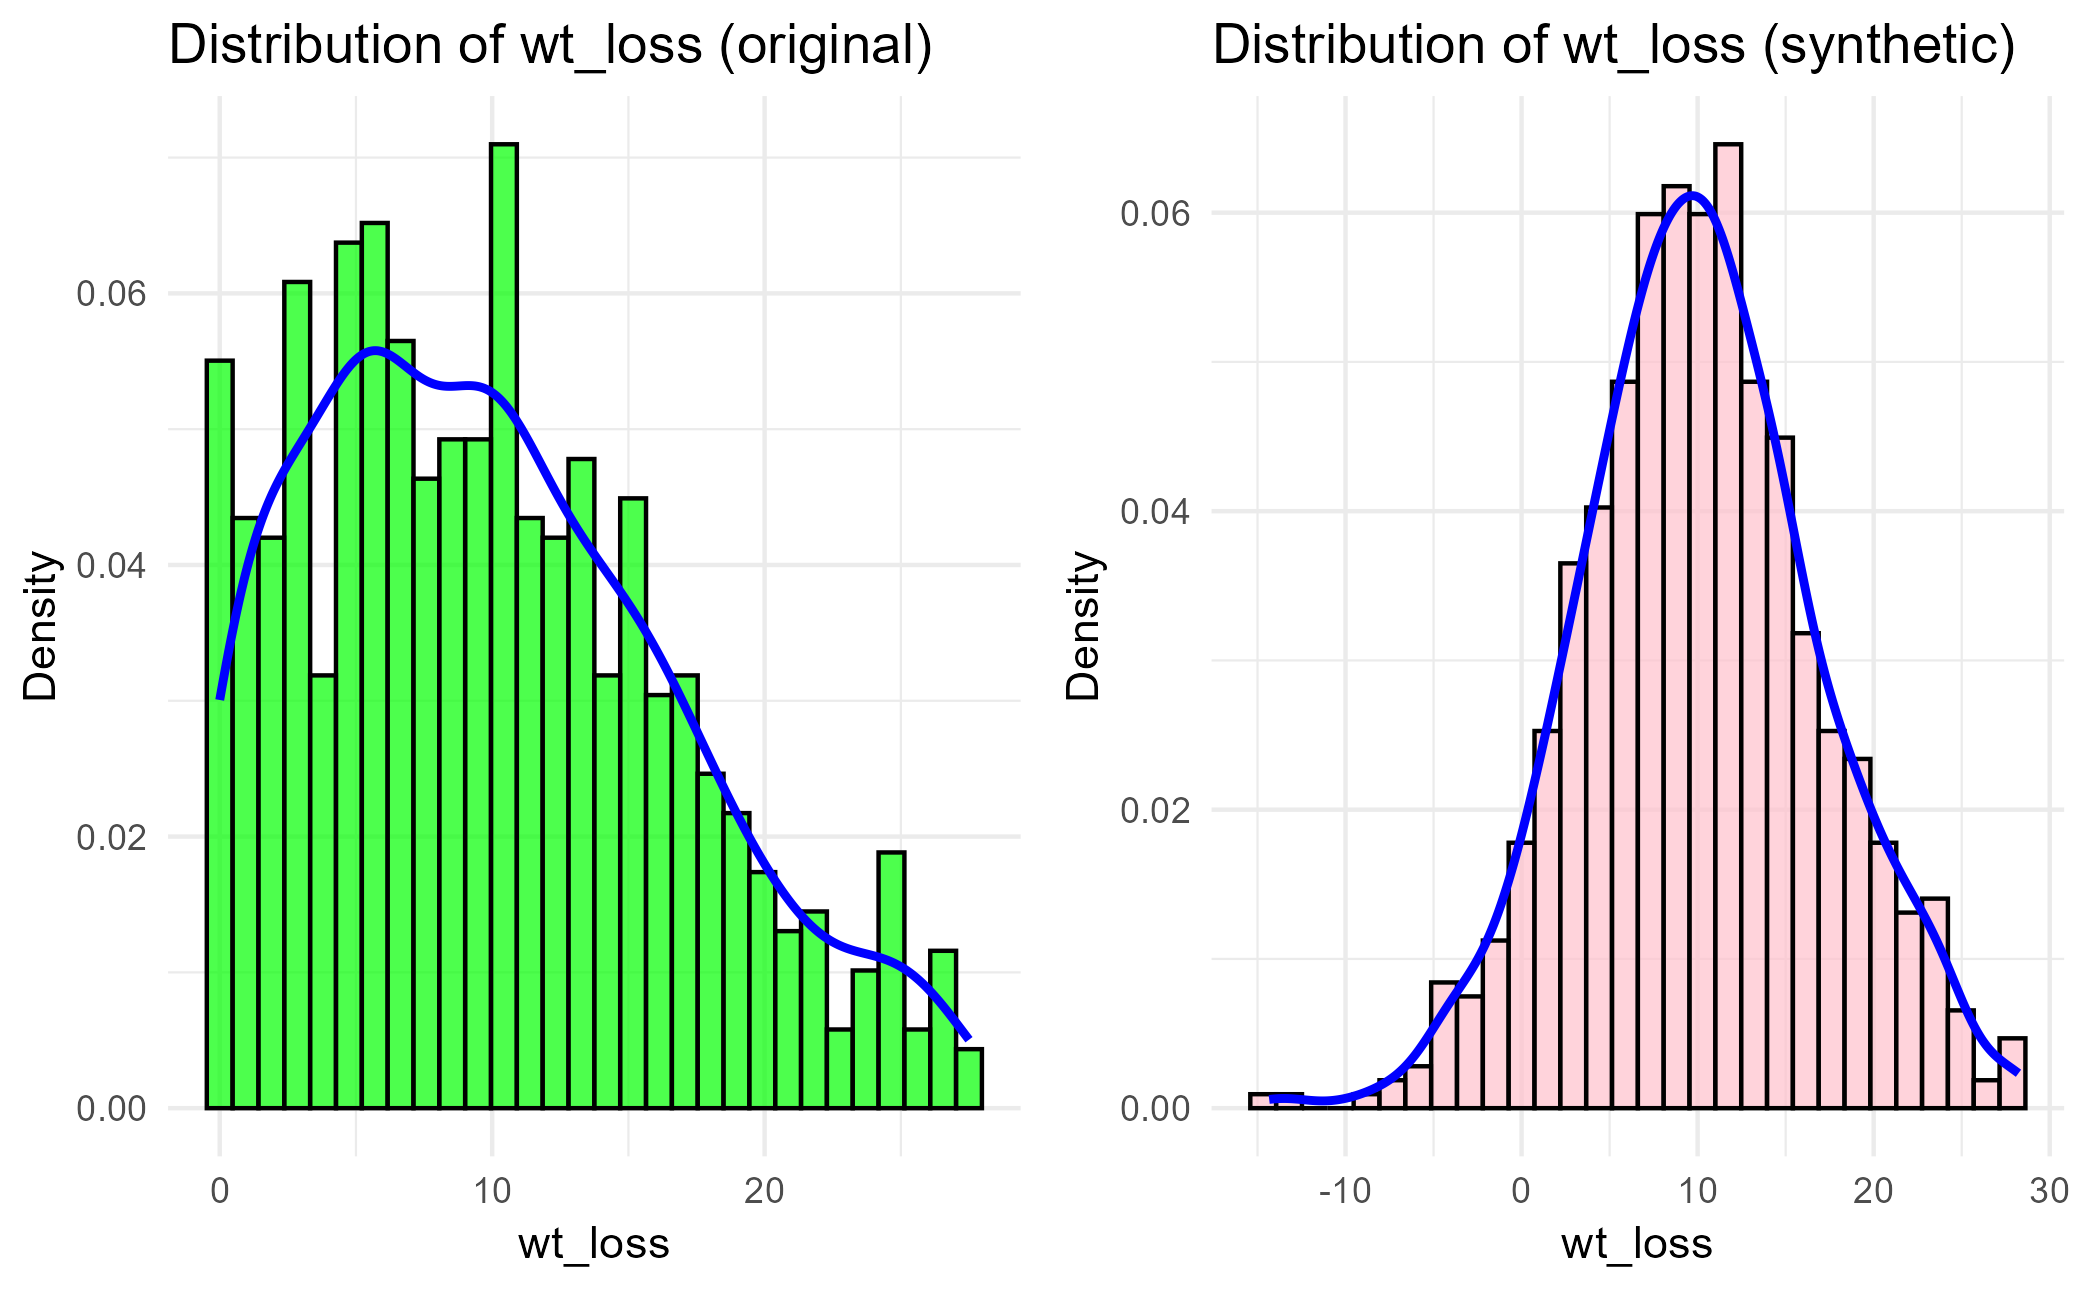 Distribution of wt_loss (original)
Density
0.06
0.04
0.02
0.00
0 10 20
wt_loss
Distribution of wt_loss (synthetic)
Density
0.06
0.04
0.02
0.00
-10 0 10 20 30
wt_loss